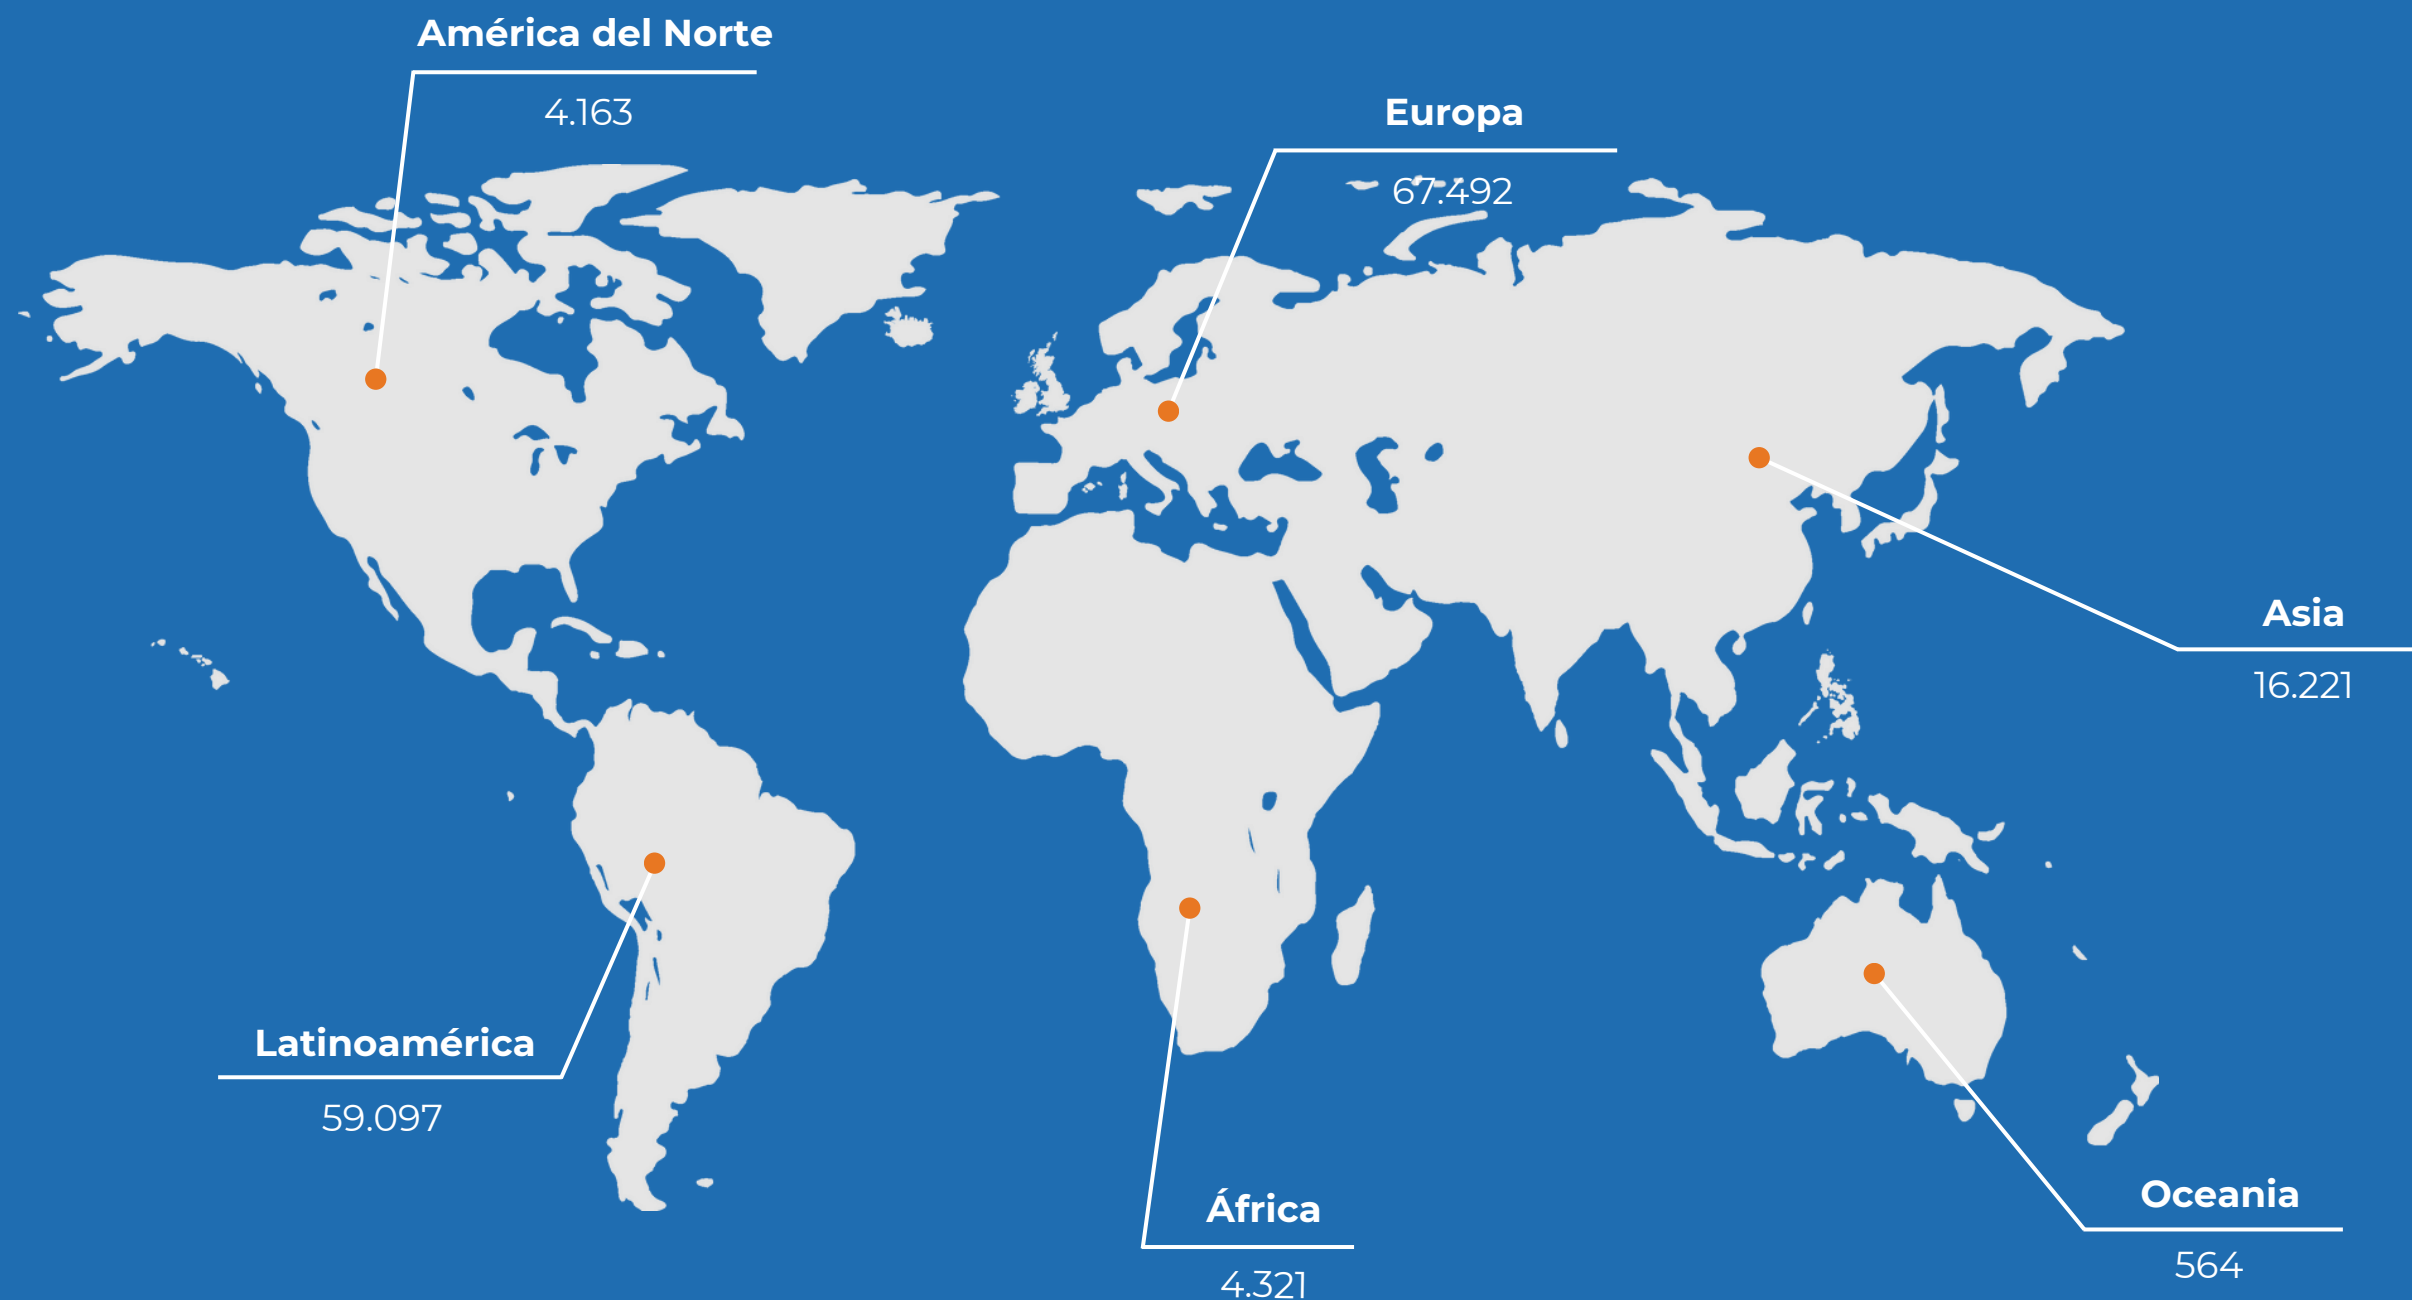 América del Norte
4.163
Europa
67.492
Asia
16.221
Latinoamérica
59.097
África
4.321
Oceania
564